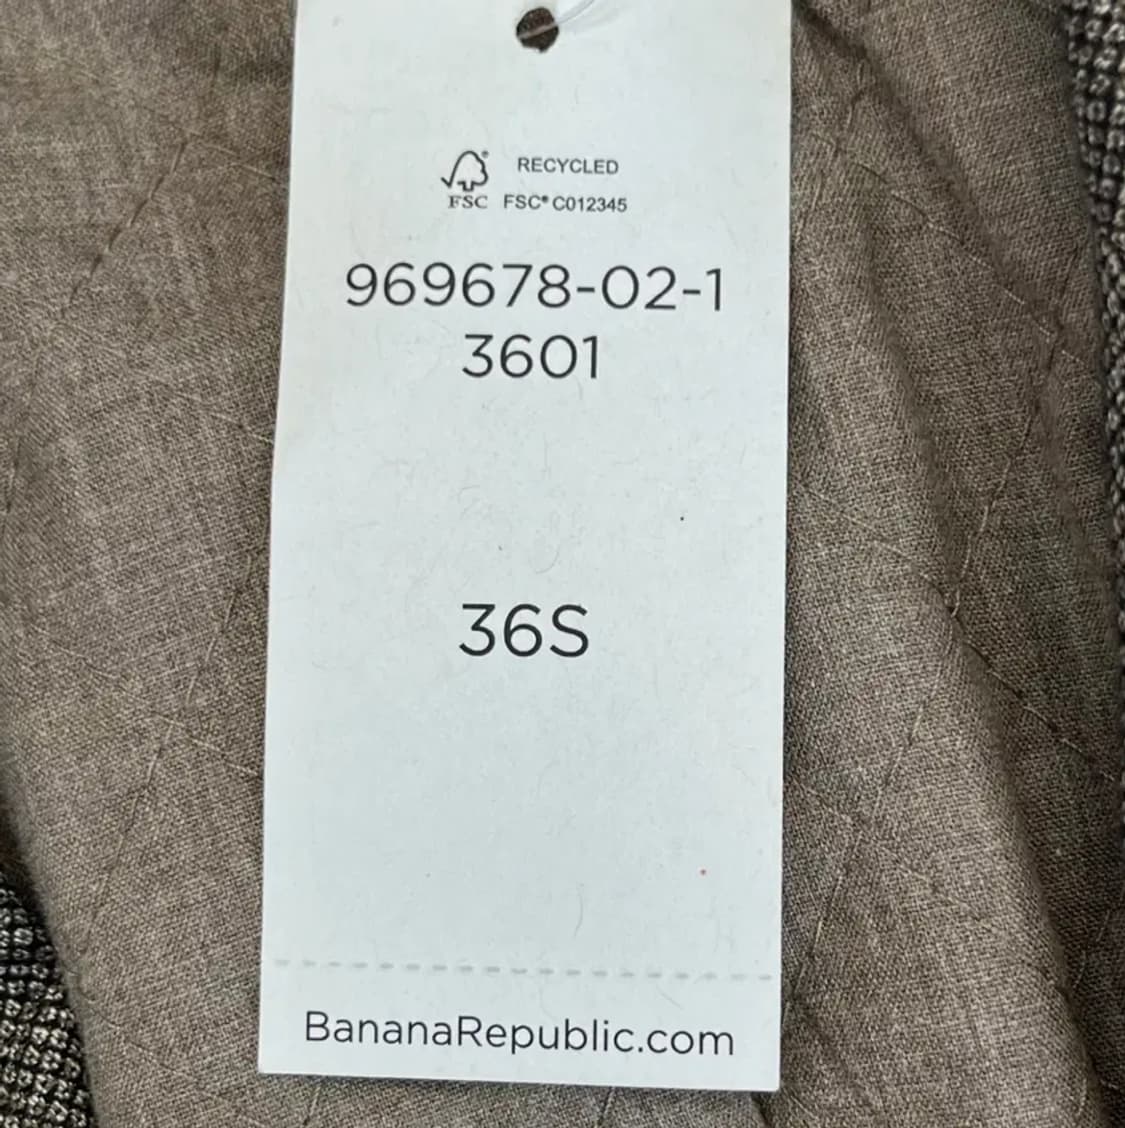 RECYCLED
FSC FSC® C012345
969678-02-1
3601
36S
BananaRepublic.com